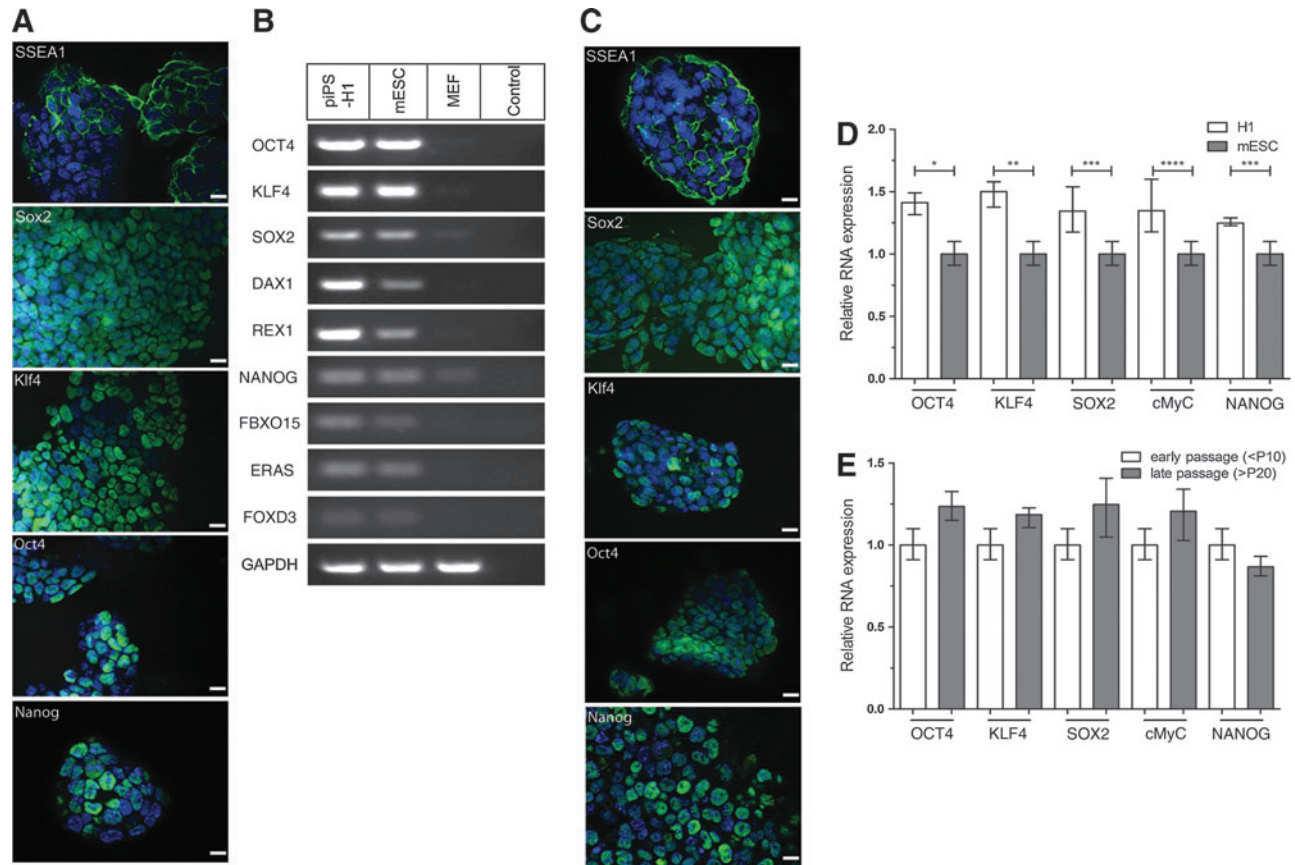 A
SSEA1
Sox2
Klf4
Oct4
Nanog
B
piPS
-H1
mESC
MEF
Control
OCT4
KLF4
SOX2
DAX1
REX1
NANOG
FBXO15
ERAS
FOXD3
GAPDH
C
SSEA1
Sox2
Klf4
Oct4
Nanog
D
H1
mESC
Relative RNA expression
2.0
1.5
1.0
0.5
0.0
* ** *** **** ***
OCT4 KLF4 SOX2 cMyC NANOG
E
early passage (<P10)
late passage (>P20)
Relative RNA expression
1.5
1.0
0.5
0.0
OCT4 KLF4 SOX2 cMyC NANOG